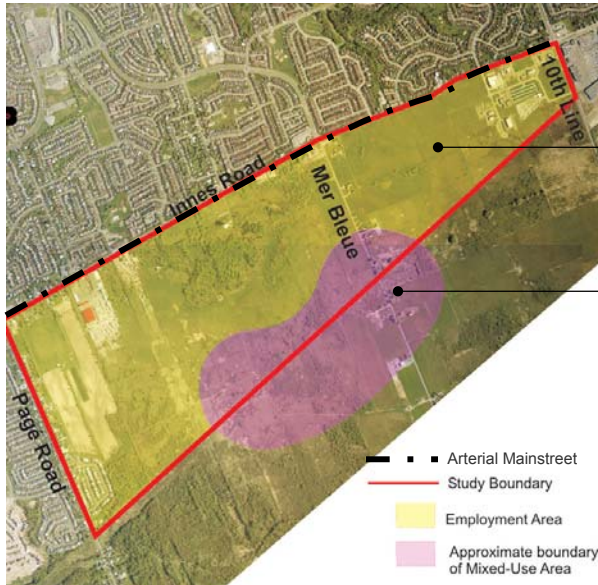 10th Line
Innes Road
Mer Bleue
Page Road
Arterial Mainstreet
Study Boundary
Employment Area
Approximate boundary
of Mixed-Use Area